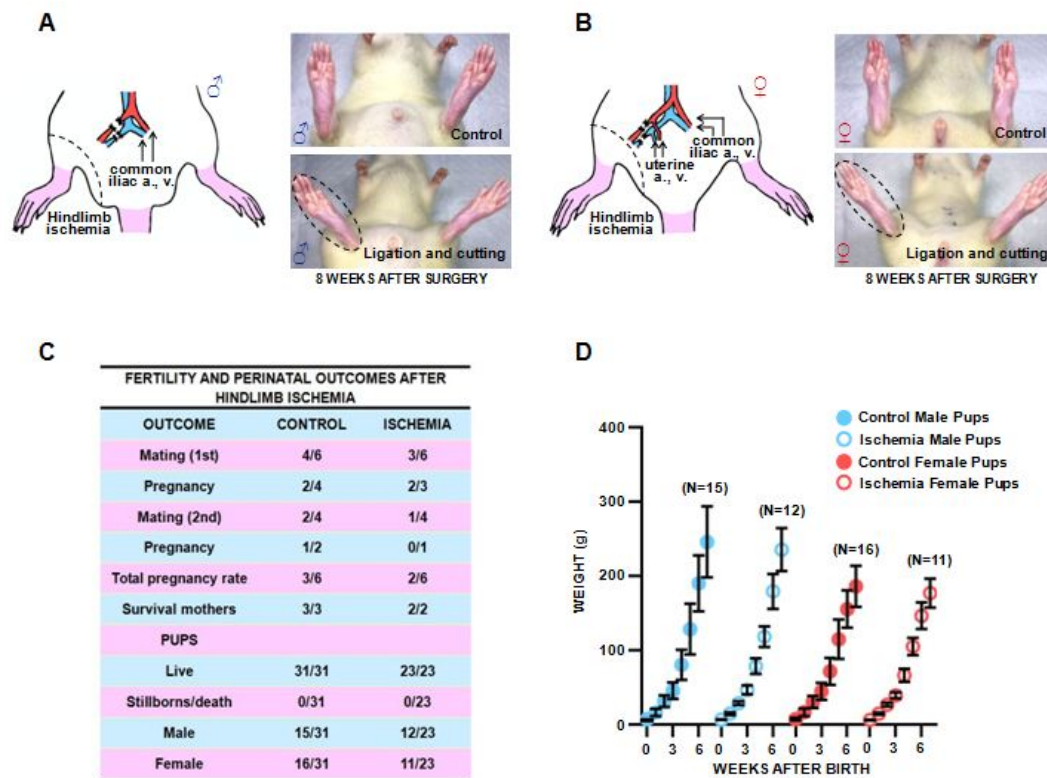 A
♂
common
iliac a., v.
Hindlimb
ischemia
♂
Control
♂
Ligation and cutting
8 WEEKS AFTER SURGERY
B
♀
common
iliac a., v.
uterine
a., v.
Hindlimb
ischemia
♀
Control
♀
Ligation and cutting
8 WEEKS AFTER SURGERY
C
FERTILITY AND PERINATAL OUTCOMES AFTER
HINDLIMB ISCHEMIA
OUTCOME CONTROL ISCHEMIA
Mating (1st) 4/6 3/6
Pregnancy 2/4 2/3
Mating (2nd) 2/4 1/4
Pregnancy 1/2 0/1
Total pregnancy rate 3/6 2/6
Survival mothers 3/3 2/2
PUPS
Live 31/31 23/23
Stillborns/death 0/31 0/23
Male 15/31 12/23
Female 16/31 11/23
D
Control Male Pups
Ischemia Male Pups
Control Female Pups
Ischemia Female Pups
WEIGHT (g)
400
300
200
100
0
(N=15)
(N=12)
(N=16)
(N=11)
0 3 6 0 3 6 0 3 6 0 3 6
WEEKS AFTER BIRTH